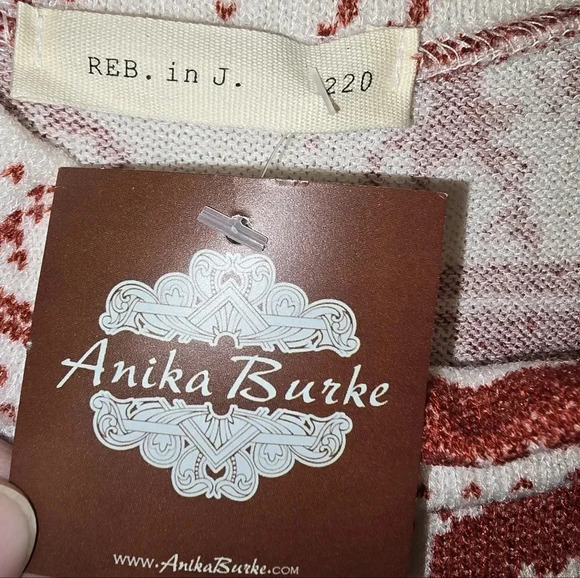 REB. in J. 220
Anika Burke
www.AnikaBurke.com